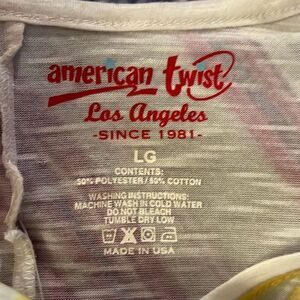 american twist
Los Angeles
-SINCE 1981-
LG
CONTENTS:
50% POLYESTER / 50% COTTON
WASHING INSTRUCTIONS:
MACHINE WASH IN COLD WATER
DO NOT BLEACH
TUMBLE DRY LOW
MADE IN USA